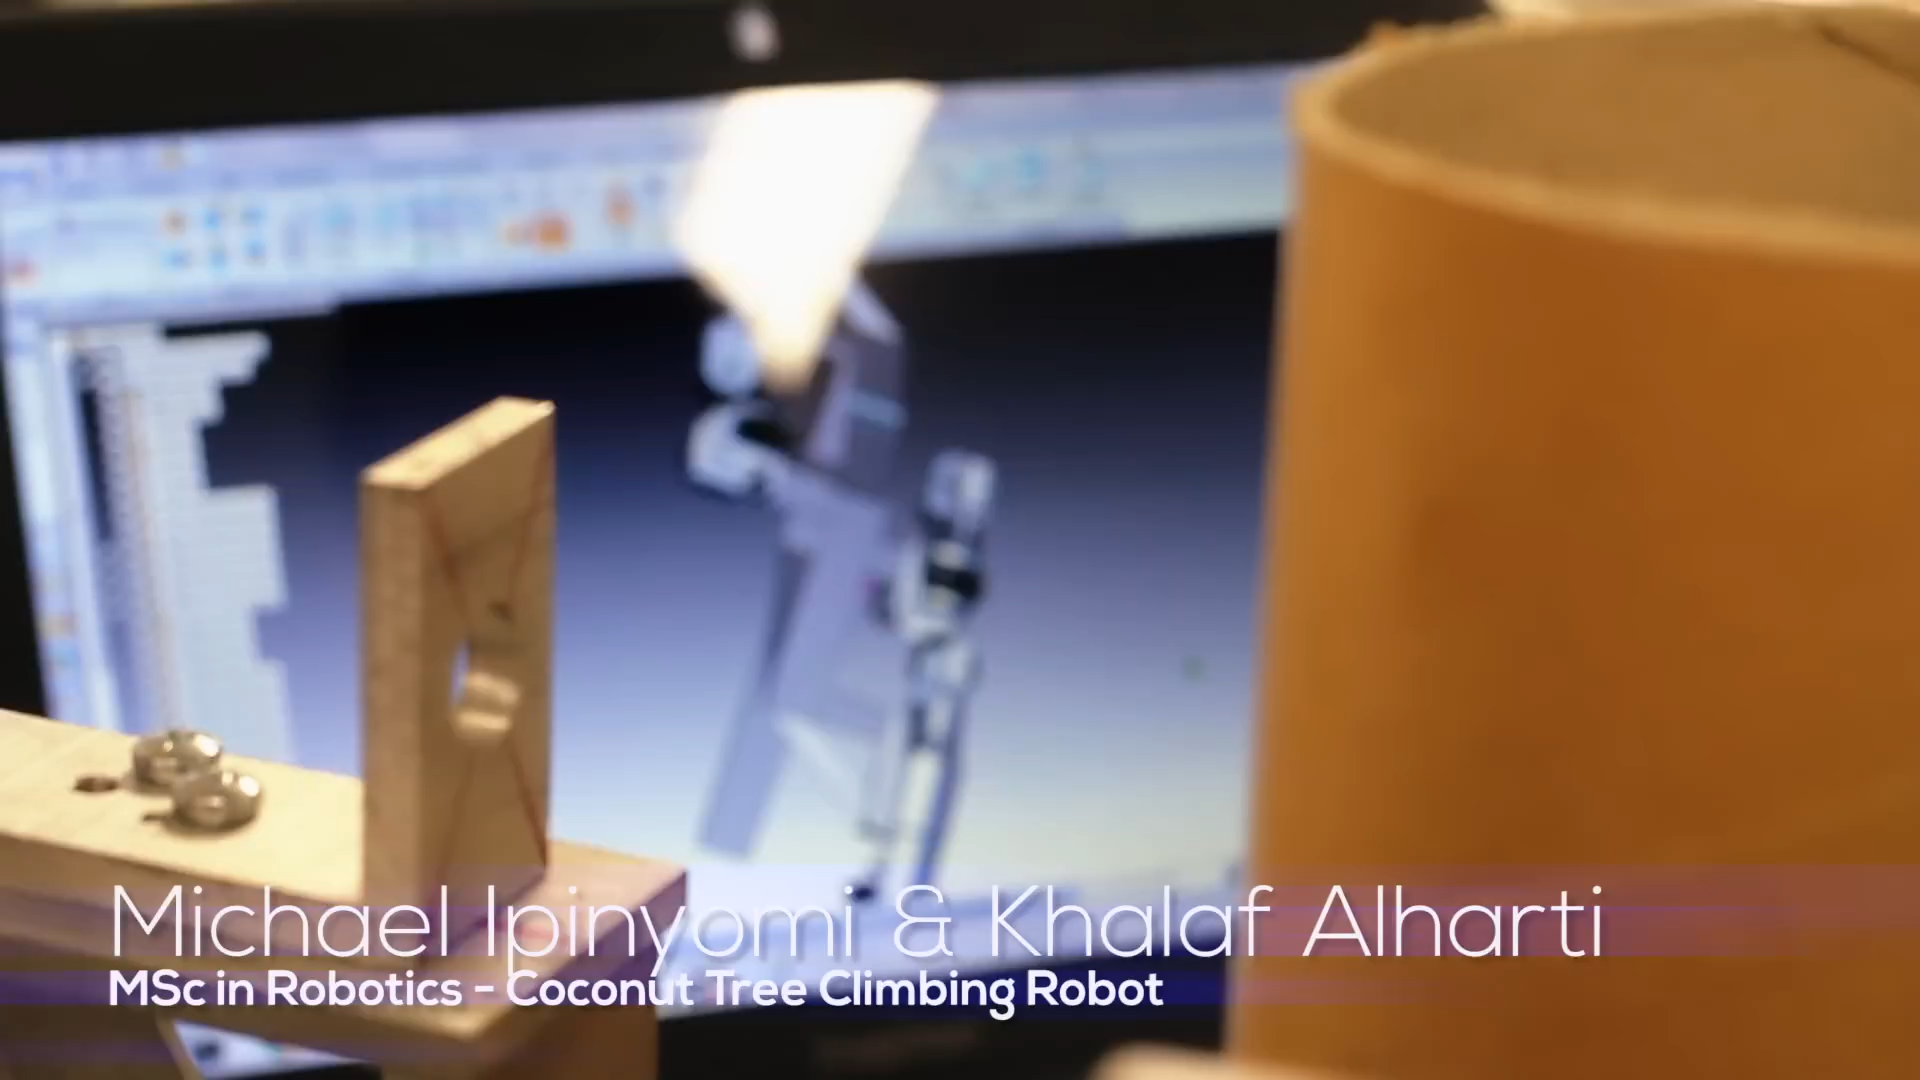 Michael Ipinyomi & Khalaf Alharti
MSc in Robotics - Coconut Tree Climbing Robot